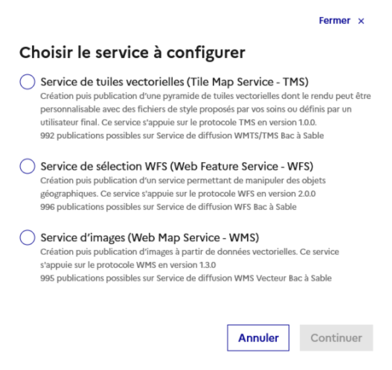 Fermer ×
Choisir le service à configurer
Service de tuiles vectorielles (Tile Map Service - TMS)
Création puis publication d'une pyramide de tuiles vectorielles dont le rendu peut être
personnalisable avec des fichiers de style proposés par vos soins ou définis par un
utilisateur final. Ce service s'appuie sur le protocole TMS en version 1.0.0.
992 publications possibles sur Service de diffusion WMTS/TMS Bac à Sable
Service de sélection WFS (Web Feature Service - WFS)
Création puis publication d'un service permettant de manipuler des objets
géographiques. Ce service s'appuie sur le protocole WFS en version 2.0.0
996 publications possibles sur Service de diffusion WFS Bac à Sable
Service d'images (Web Map Service - WMS)
Création puis publication d'images à partir de données vectorielles. Ce service
s'appuie sur le protocole WMS en version 1.3.0
995 publications possibles sur Service de diffusion WMS Vecteur Bac à Sable
Annuler Continuer